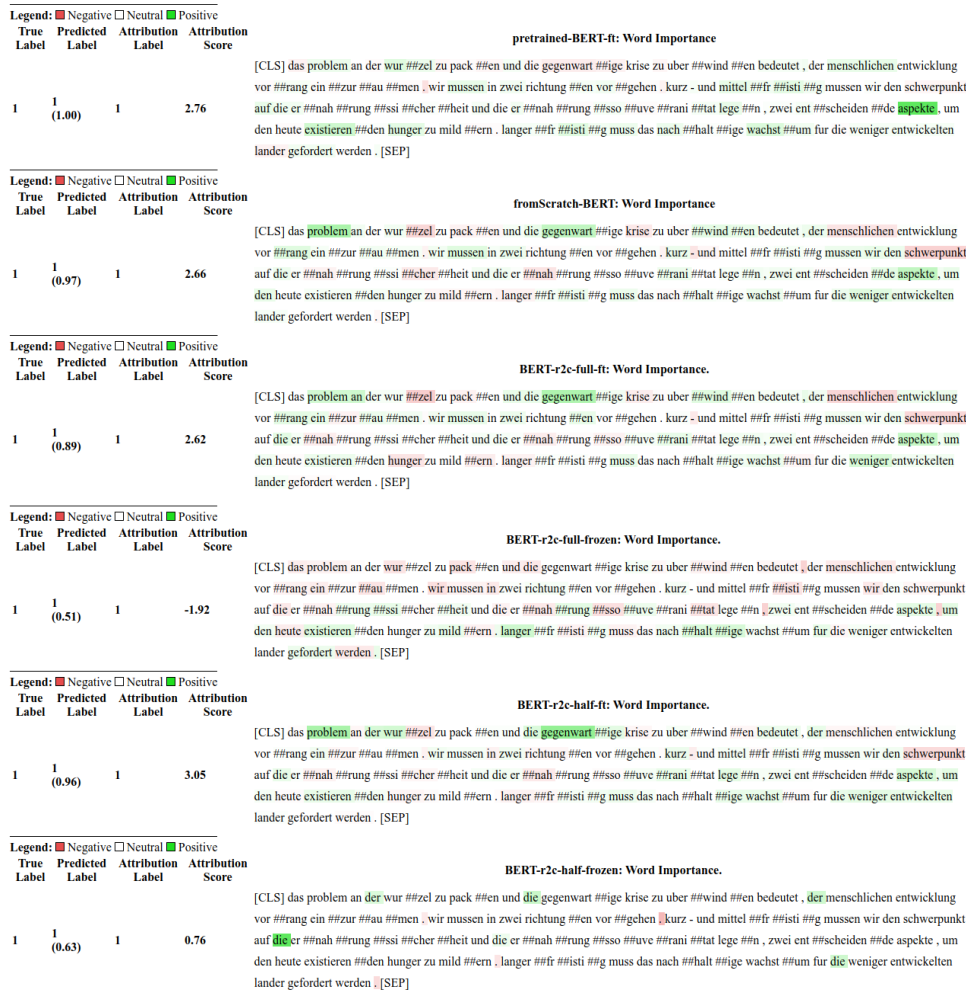 Legend: Negative Neutral Positive
True Label Predicted Label Attribution Label Attribution Score
pretrained-BERT-ft: Word Importance
1 1 (1.00) 1 2.76
[CLS] das problem an der wur ##zel zu pack ##en und die gegenwart ##ige krise zu uber ##wind ##en bedeutet , der menschlichen entwicklung
vor ##rang ein ##zur ##au ##men . wir mussen in zwei richtung ##en vor ##gehen . kurz - und mittel ##fr ##isti ##g mussen wir den schwerpunkt
auf die er ##nah ##rung ##ssi ##cher ##heit und die er ##nah ##rung ##sso ##uve ##rani ##tat lege ##n , zwei ent ##scheiden ##de aspekte , um
den heute existieren ##den hunger zu mild ##ern . langer ##fr ##isti ##g muss das nach ##halt ##ige wachst ##um fur die weniger entwickelten
lander gefordert werden . [SEP]
Legend: Negative Neutral Positive
True Label Predicted Label Attribution Label Attribution Score
fromScratch-BERT: Word Importance
1 1 (0.97) 1 2.66
[CLS] das problem an der wur ##zel zu pack ##en und die gegenwart ##ige krise zu uber ##wind ##en bedeutet , der menschlichen entwicklung
vor ##rang ein ##zur ##au ##men . wir mussen in zwei richtung ##en vor ##gehen . kurz - und mittel ##fr ##isti ##g mussen wir den schwerpunkt
auf die er ##nah ##rung ##ssi ##cher ##heit und die er ##nah ##rung ##sso ##uve ##rani ##tat lege ##n , zwei ent ##scheiden ##de aspekte , um
den heute existieren ##den hunger zu mild ##ern . langer ##fr ##isti ##g muss das nach ##halt ##ige wachst ##um fur die weniger entwickelten
lander gefordert werden . [SEP]
Legend: Negative Neutral Positive
True Label Predicted Label Attribution Label Attribution Score
BERT-r2c-full-ft: Word Importance.
1 1 (0.89) 1 2.62
[CLS] das problem an der wur ##zel zu pack ##en und die gegenwart ##ige krise zu uber ##wind ##en bedeutet , der menschlichen entwicklung
vor ##rang ein ##zur ##au ##men . wir mussen in zwei richtung ##en vor ##gehen . kurz - und mittel ##fr ##isti ##g mussen wir den schwerpunkt
auf die er ##nah ##rung ##ssi ##cher ##heit und die er ##nah ##rung ##sso ##uve ##rani ##tat lege ##n , zwei ent ##scheiden ##de aspekte , um
den heute existieren ##den hunger zu mild ##ern . langer ##fr ##isti ##g muss das nach ##halt ##ige wachst ##um fur die weniger entwickelten
lander gefordert werden . [SEP]
Legend: Negative Neutral Positive
True Label Predicted Label Attribution Label Attribution Score
BERT-r2c-full-frozen: Word Importance.
1 1 (0.51) 1 -1.92
[CLS] das problem an der wur ##zel zu pack ##en und die gegenwart ##ige krise zu uber ##wind ##en bedeutet , der menschlichen entwicklung
vor ##rang ein ##zur ##au ##men . wir mussen in zwei richtung ##en vor ##gehen . kurz - und mittel ##fr ##isti ##g mussen wir den schwerpunkt
auf die er ##nah ##rung ##ssi ##cher ##heit und die er ##nah ##rung ##sso ##uve ##rani ##tat lege ##n , zwei ent ##scheiden ##de aspekte , um
den heute existieren ##den hunger zu mild ##ern . langer ##fr ##isti ##g muss das nach ##halt ##ige wachst ##um fur die weniger entwickelten
lander gefordert werden . [SEP]
Legend: Negative Neutral Positive
True Label Predicted Label Attribution Label Attribution Score
BERT-r2c-half-ft: Word Importance.
1 1 (0.96) 1 3.05
[CLS] das problem an der wur ##zel zu pack ##en und die gegenwart ##ige krise zu uber ##wind ##en bedeutet , der menschlichen entwicklung
vor ##rang ein ##zur ##au ##men . wir mussen in zwei richtung ##en vor ##gehen . kurz - und mittel ##fr ##isti ##g mussen wir den schwerpunkt
auf die er ##nah ##rung ##ssi ##cher ##heit und die er ##nah ##rung ##sso ##uve ##rani ##tat lege ##n , zwei ent ##scheiden ##de aspekte , um
den heute existieren ##den hunger zu mild ##ern . langer ##fr ##isti ##g muss das nach ##halt ##ige wachst ##um fur die weniger entwickelten
lander gefordert werden . [SEP]
Legend: Negative Neutral Positive
True Label Predicted Label Attribution Label Attribution Score
BERT-r2c-half-frozen: Word Importance.
1 1 (0.63) 1 0.76
[CLS] das problem an der wur ##zel zu pack ##en und die gegenwart ##ige krise zu uber ##wind ##en bedeutet , der menschlichen entwicklung
vor ##rang ein ##zur ##au ##men . wir mussen in zwei richtung ##en vor ##gehen . kurz - und mittel ##fr ##isti ##g mussen wir den schwerpunkt
auf die er ##nah ##rung ##ssi ##cher ##heit und die er ##nah ##rung ##sso ##uve ##rani ##tat lege ##n , zwei ent ##scheiden ##de aspekte , um
den heute existieren ##den hunger zu mild ##ern . langer ##fr ##isti ##g muss das nach ##halt ##ige wachst ##um fur die weniger entwickelten
lander gefordert werden . [SEP]